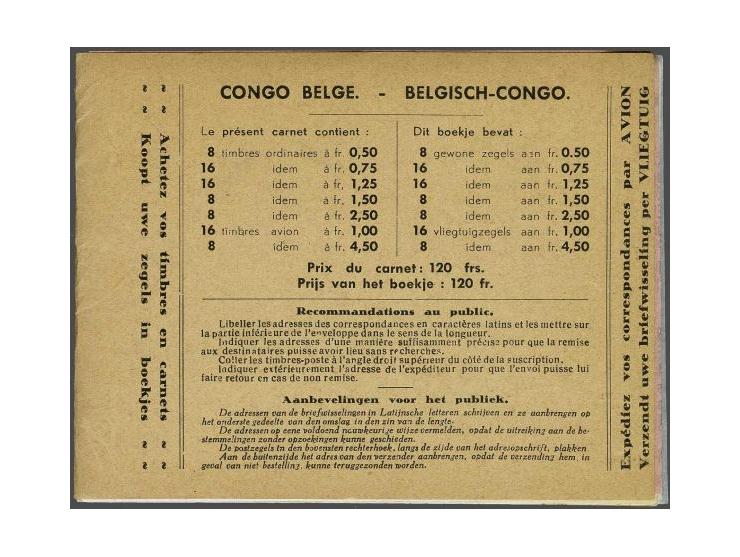 CONGO BELGE. - BELGISCH-CONGO.
Le présent carnet contient :
8 timbres ordinaires à fr. 0,50
16 idem à fr. 0,75
16 idem à fr. 1,25
8 idem à fr. 1,50
8 idem à fr. 2,50
16 timbres avion à fr. 1,00
8 idem à fr. 4,50
Dit boekje bevat :
8 gewone zegels aan fr. 0.50
16 idem aan fr. 0,75
16 idem aan fr. 1,25
8 idem aan fr. 1,50
8 idem aan fr. 2,50
16 vliegtuigzegels aan fr. 1,00
8 idem aan fr. 4,50
Prix du carnet : 120 frs.
Prijs van het boekje : 120 fr.
Recommandations au public.
Libeller les adresses des correspondances en caractères latins et les mettre sur
la partie inférieure de l'enveloppe dans le sens de la longueur.
Indiquer les adresses d'une manière suffisamment précise pour que la remise
aux destinataires puisse avoir lieu sans recherches.
Coller les timbres-poste à l'angle droit supérieur du côté de la suscription.
Indiquer extérieurement l'adresse de l'expéditeur pour que l'envoi puisse lui
faire retour en cas de non remise.
Aanbevelingen voor het publiek.
De adressen van de briefwisselingen in Latijnsche letteren schrijven en ze aanbrengen op
het onderste gedeelte van den omslag in den zin van de lengte.
De adressen op eene voldoend nauwkeurige wijze vermelden, opdat de uitreiking aan de be-
stemmelingen zonder opzoekingen kunne geschieden.
De postzegels in den bovensten rechterhoek, langs de zijde van het adresopschrift, plakken
Aan de buitenzijde het adres van den verzender aanbrengen, opdat de verzending hem, in
geval van niet bestelling, kunne teruggezonden worden.
~ ~ Achetez vos timbres en carnets ~ ~
~ ~ Koopt uwe zegels in boekjes ~ ~
Expédiez vos correspondances par AVION
Verzendt uwe briefwisseling per VLIEGTUIG